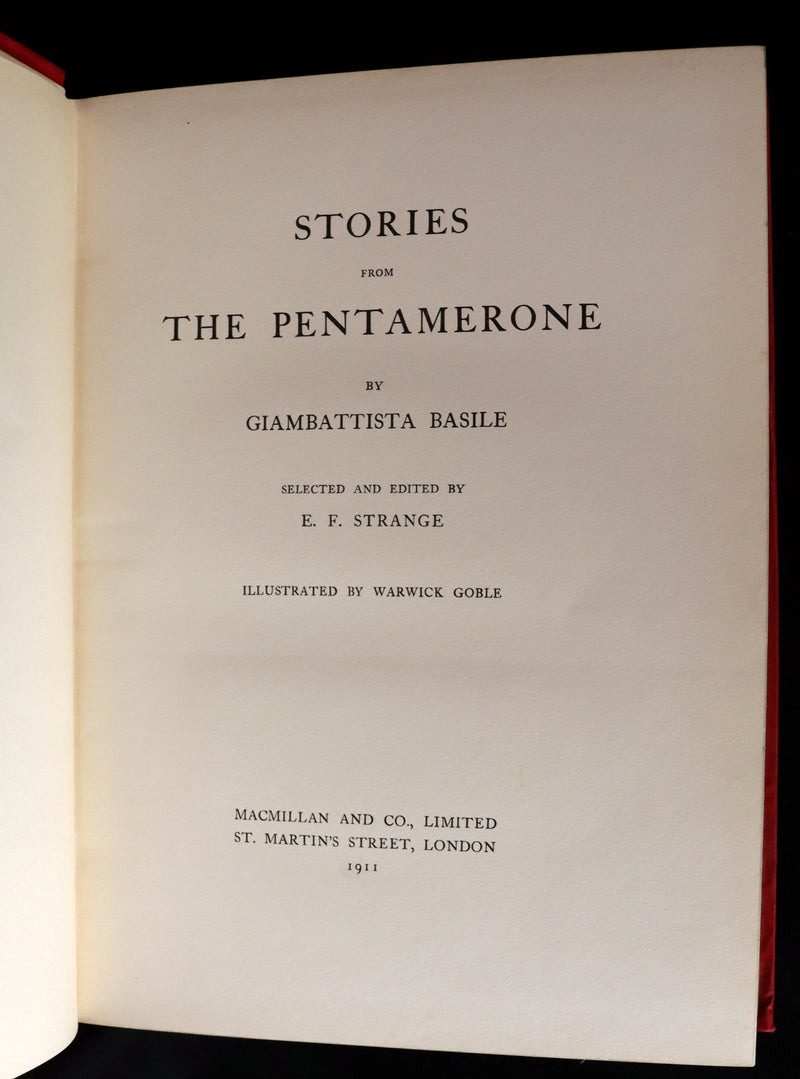 STORIES
FROM
THE PENTAMERONE
BY
GIAMBATTISTA BASILE
SELECTED AND EDITED BY
E. F. STRANGE
ILLUSTRATED BY WARWICK GOBLE
MACMILLAN AND CO., LIMITED
ST. MARTIN'S STREET, LONDON
1911